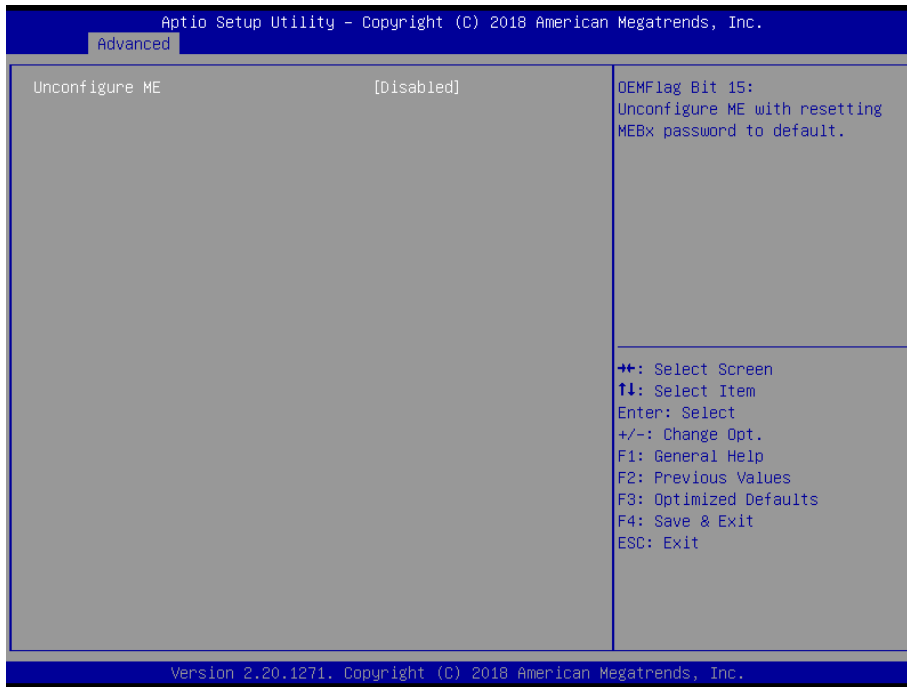 Aptio Setup Utility – Copyright (C) 2018 American Megatrends, Inc.
Advanced
Unconfigure ME [Disabled]
OEMFlag Bit 15:
Unconfigure ME with resetting
MEBx password to default.
→←: Select Screen
↑↓: Select Item
Enter: Select
+/-: Change Opt.
F1: General Help
F2: Previous Values
F3: Optimized Defaults
F4: Save & Exit
ESC: Exit
Version 2.20.1271. Copyright (C) 2018 American Megatrends, Inc.